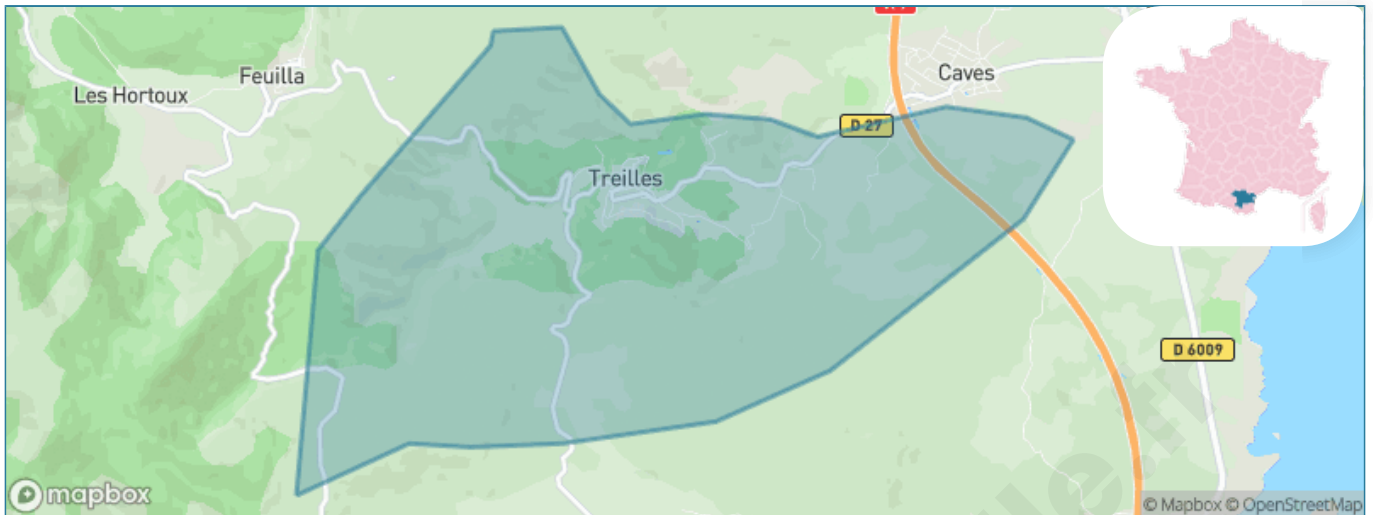 Feuilla
Les Hortoux
Caves
D 27
Treilles
D 6009
mapbox
© Mapbox © OpenStreetMap